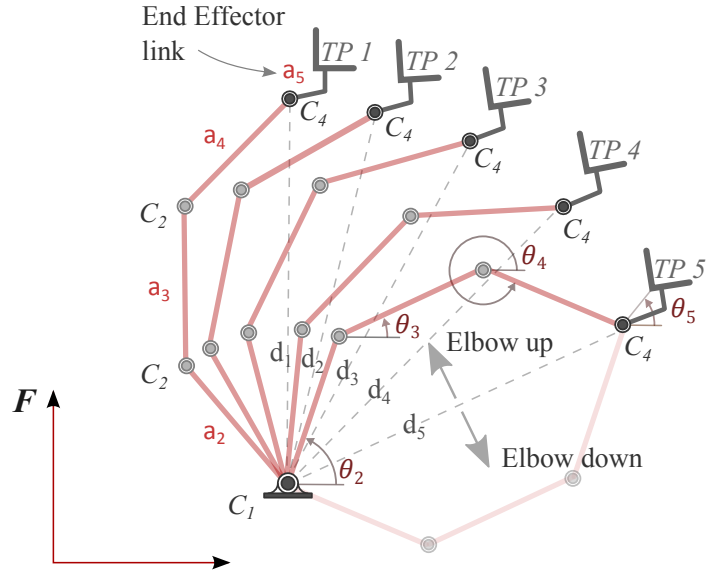 End Effector
link
a₅
TP 1
TP 2
TP 3
C₄
C₄
C₄
a₄
TP 4
C₂
C₄
θ₄
TP 5
a₃
θ₃
θ₅
d₁
d₂
d₃
Elbow up
C₄
C₂
d₄
F
a₂
d₅
θ₂
Elbow down
C₁